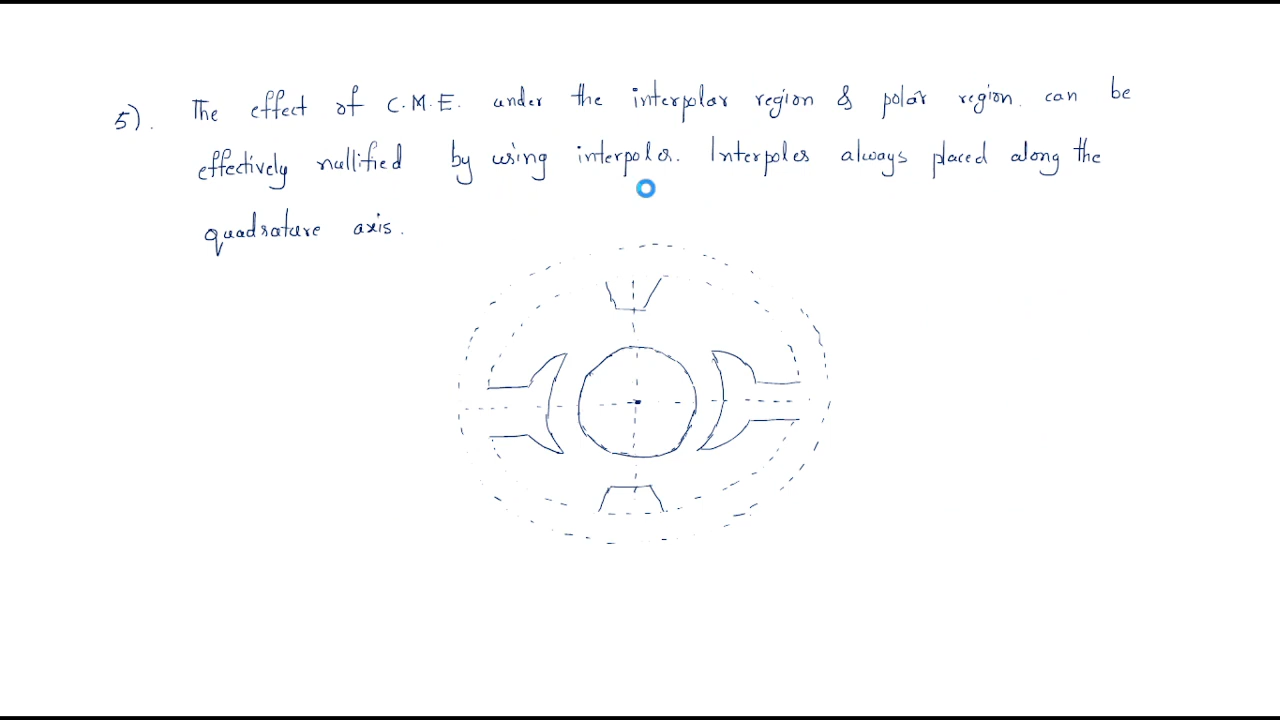 5). The effect of C.M.E. under the interpolar region & polar region can be
effectively nullified by using interpoles. Interpoles always placed along the
quadrature axis.